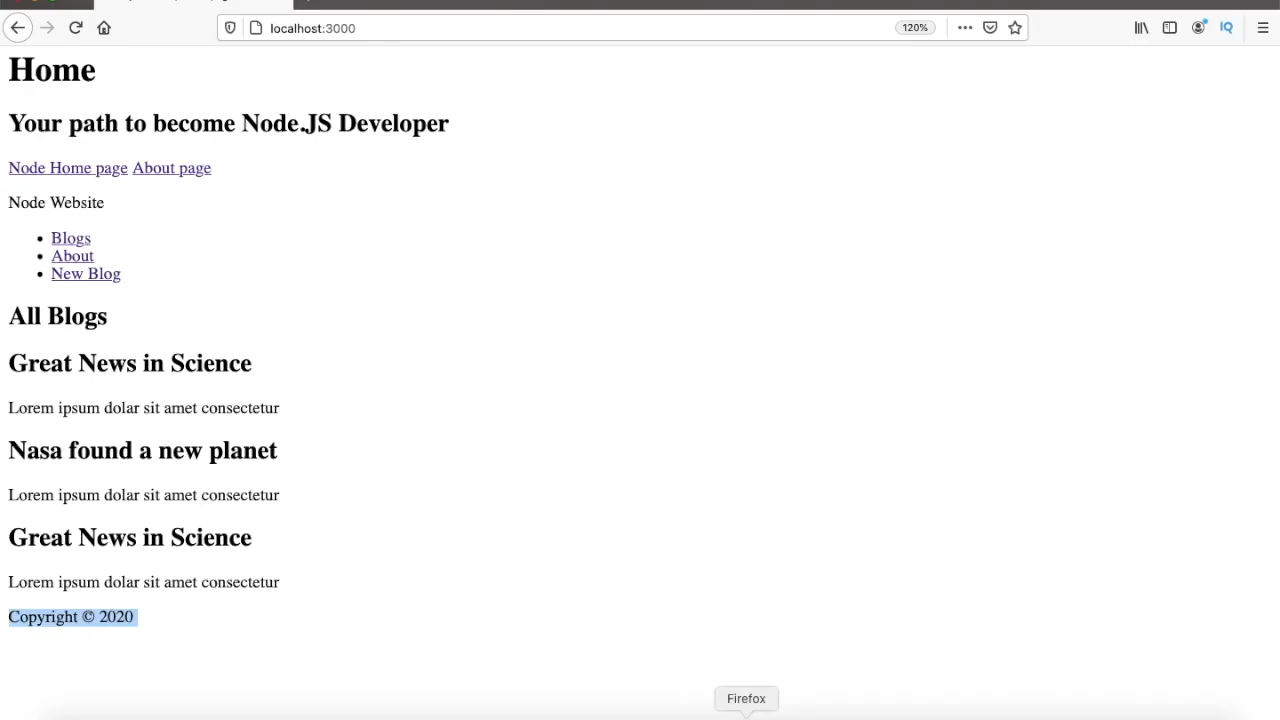 localhost:3000
120%
IQ
Home
Your path to become Node.JS Developer
Node Home page About page
Node Website
Blogs
About
New Blog
All Blogs
Great News in Science
Lorem ipsum dolar sit amet consectetur
Nasa found a new planet
Lorem ipsum dolar sit amet consectetur
Great News in Science
Lorem ipsum dolar sit amet consectetur
Copyright © 2020
Firefox